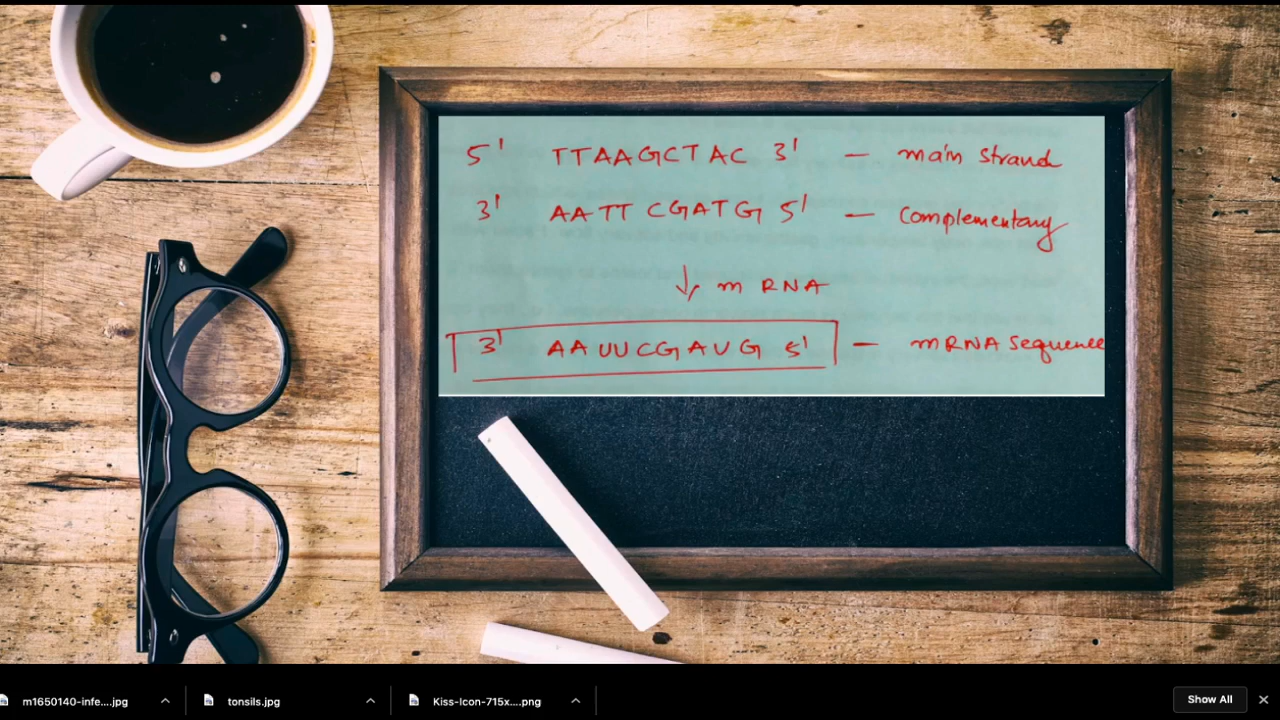 5' TTAAGCTAC 3' — main strand
3' AATTCGATG 5' — Complementary
↓ m RNA
3' AAUUCGAUG 5' — mRNA sequence
m1650140-infe....jpg
tonsils.jpg
Kiss-Icon-715x....png
Show All